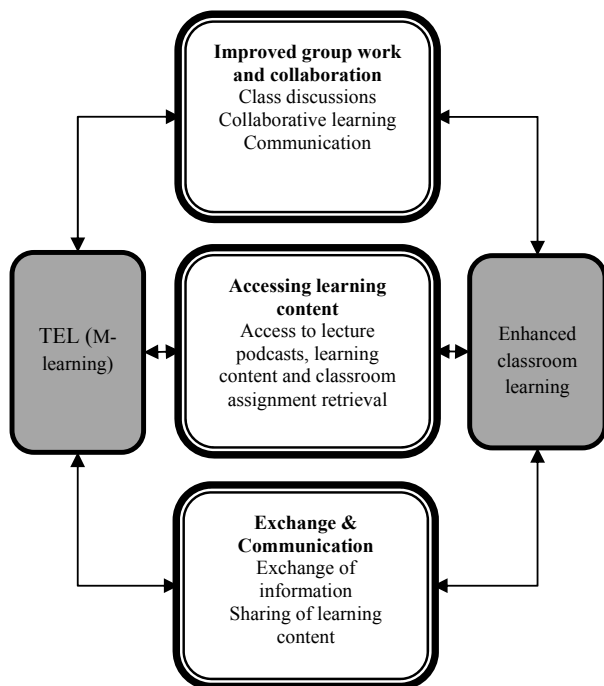 Improved group work
and collaboration
Class discussions
Collaborative learning
Communication
TEL (M-
learning)
Accessing learning
content
Access to lecture
podcasts, learning
content and classroom
assignment retrieval
Enhanced
classroom
learning
Exchange &
Communication
Exchange of
information
Sharing of learning
content